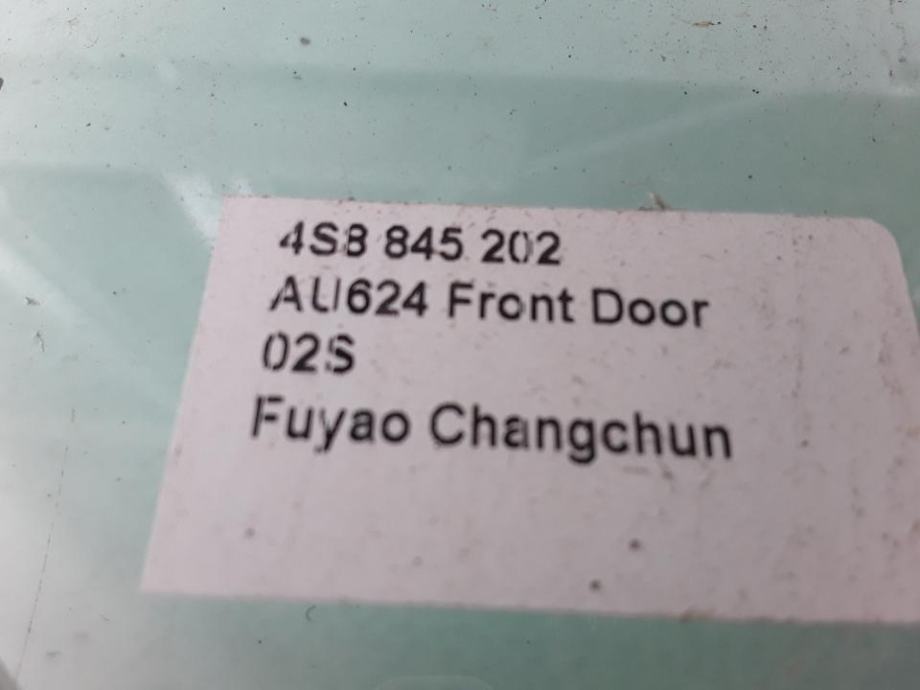 4S8 845 202
AU624 Front Door
02S
Fuyao Changchun